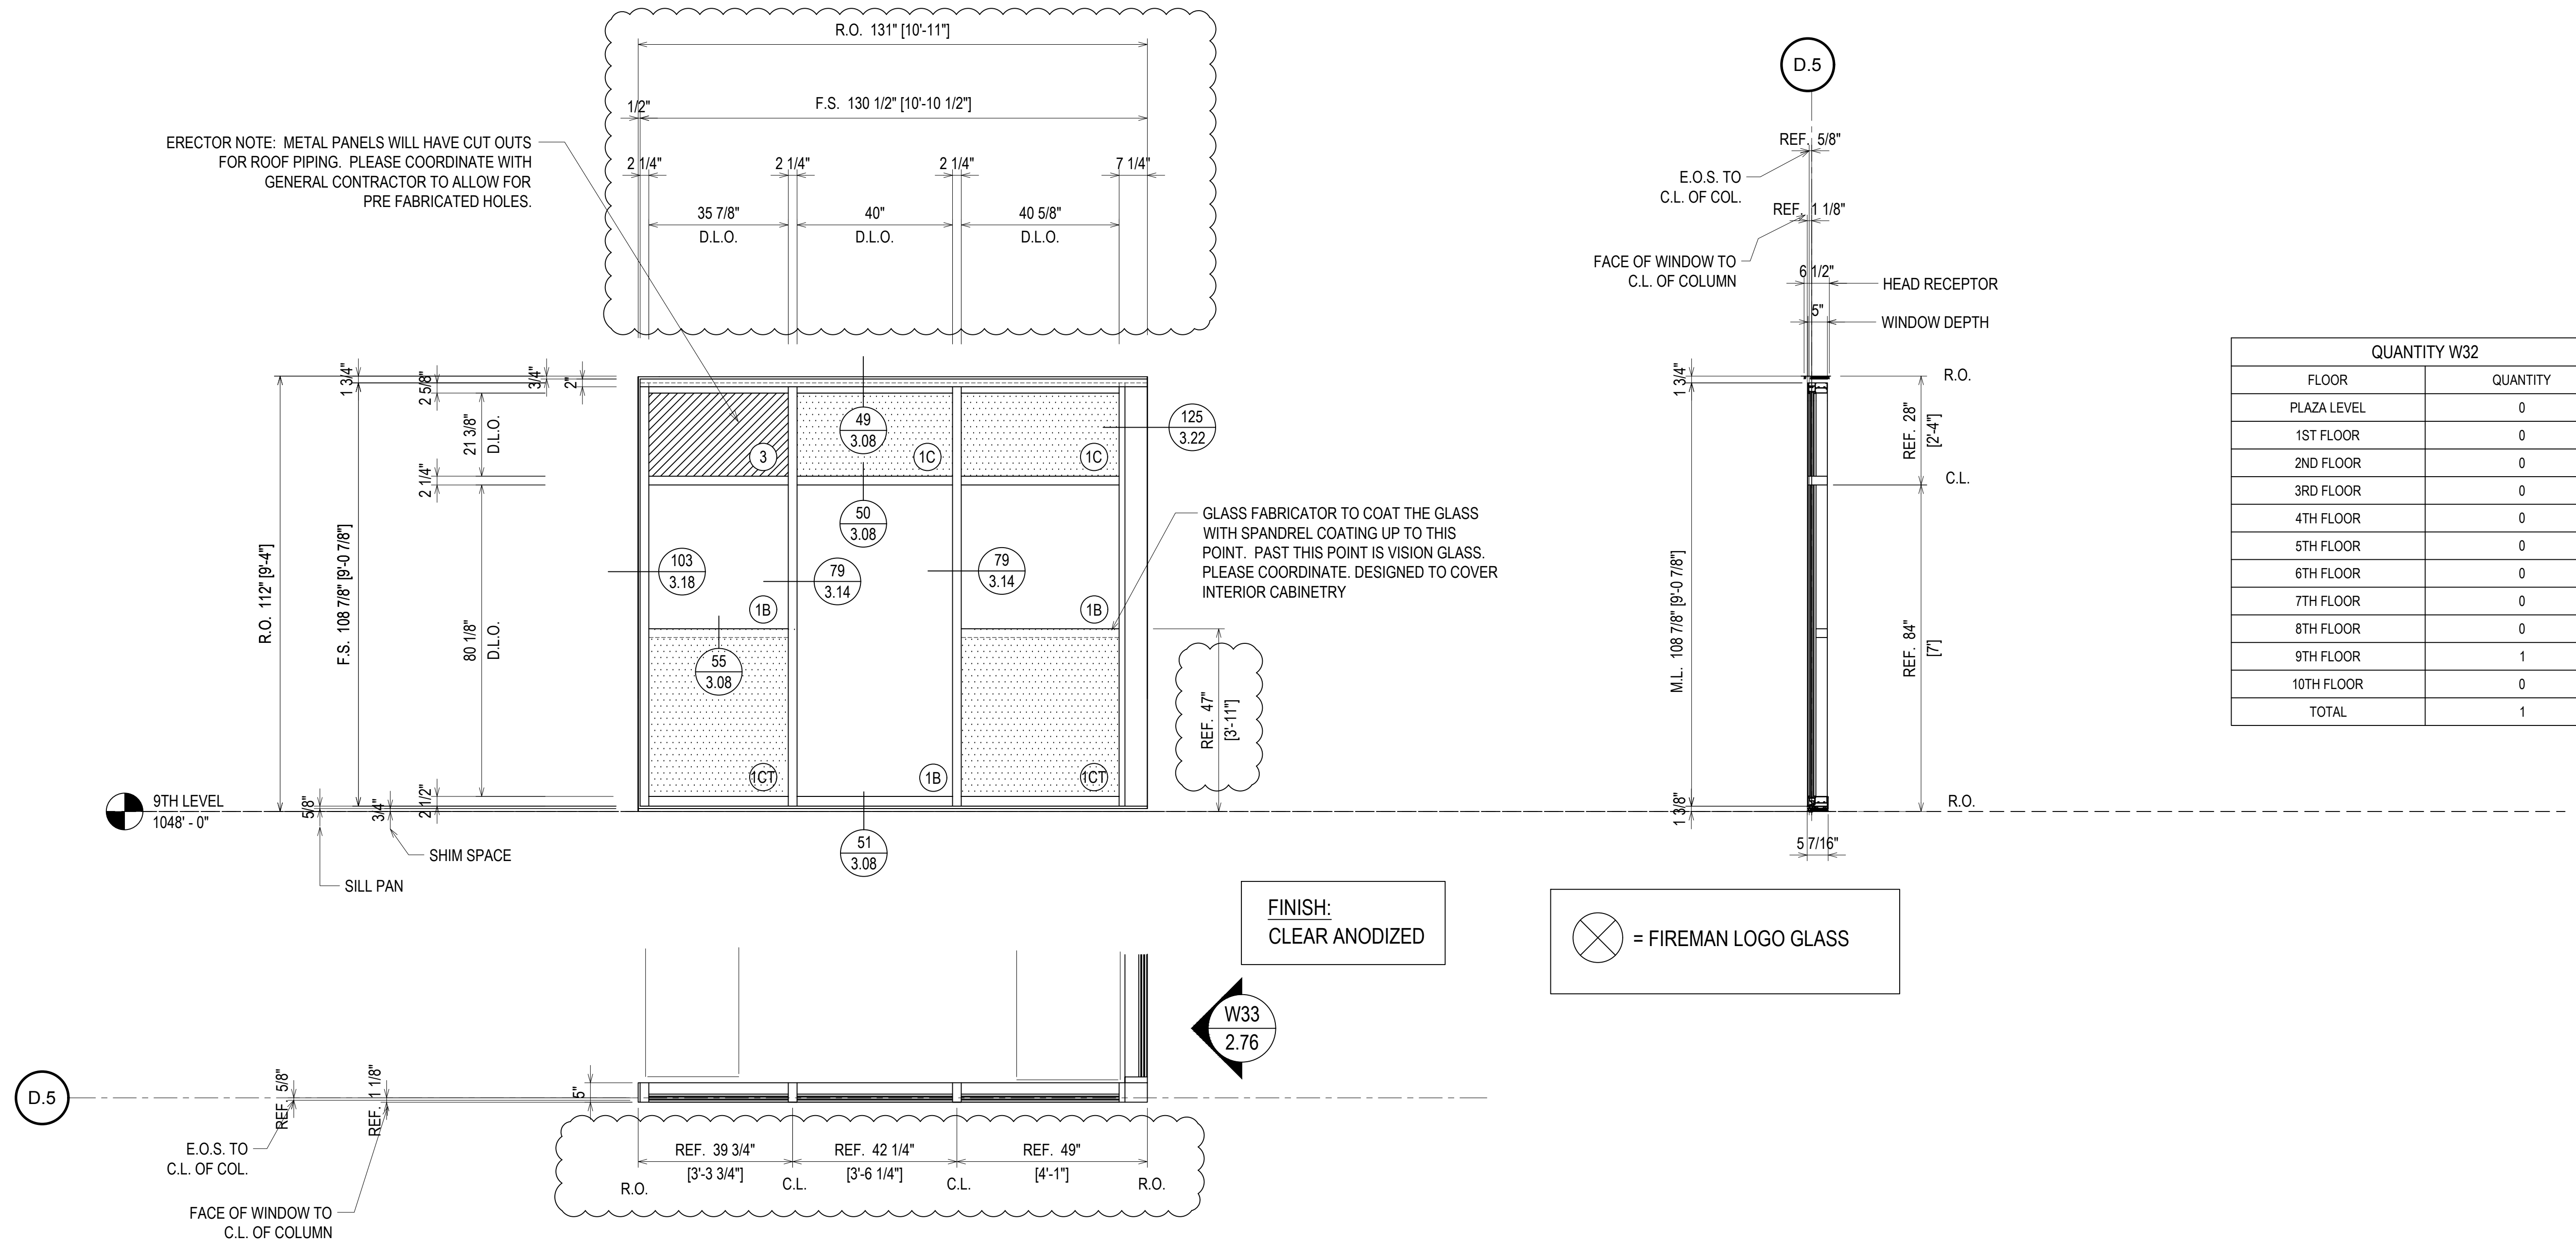 R.O. 131" [10'-11"]
F.S. 130 1/2" [10'-10 1/2"]
1/2"
2 1/4"
2 1/4"
2 1/4"
7 1/4"
35 7/8"
D.L.O.
40"
D.L.O.
40 5/8"
D.L.O.
ERECTOR NOTE: METAL PANELS WILL HAVE CUT OUTS
FOR ROOF PIPING. PLEASE COORDINATE WITH
GENERAL CONTRACTOR TO ALLOW FOR
PRE FABRICATED HOLES.
R.O. 112" [9'-4"]
1 3/4"
F.S. 108 7/8" [9'-0 7/8"]
2 5/8"
21 3/8"
D.L.O.
2 1/4"
80 1/8"
D.L.O.
2 1/2"
3/4"
2"
5/8"
3/4"
9TH LEVEL
1048' - 0"
SHIM SPACE
SILL PAN
3
49
3.08
1C
1C
125
3.22
50
3.08
103
3.18
79
3.14
79
3.14
1B
1B
55
3.08
1CT
1B
1CT
51
3.08
GLASS FABRICATOR TO COAT THE GLASS
WITH SPANDREL COATING UP TO THIS
POINT. PAST THIS POINT IS VISION GLASS.
PLEASE COORDINATE. DESIGNED TO COVER
INTERIOR CABINETRY
REF. 47"
[3'-11"]
D.5
REF. 5/8"
E.O.S. TO
C.L. OF COL.
REF. 1 1/8"
FACE OF WINDOW TO
C.L. OF COLUMN
6 1/2"
HEAD RECEPTOR
5"
WINDOW DEPTH
1 3/4"
M.L. 108 7/8" [9'-0 7/8"]
1 3/8"
R.O.
REF. 28"
[2'-4"]
C.L.
REF. 84"
[7']
R.O.
5 7/16"
QUANTITY W32
FLOOR QUANTITY
PLAZA LEVEL 0
1ST FLOOR 0
2ND FLOOR 0
3RD FLOOR 0
4TH FLOOR 0
5TH FLOOR 0
6TH FLOOR 0
7TH FLOOR 0
8TH FLOOR 0
9TH FLOOR 1
10TH FLOOR 0
TOTAL 1
FINISH:
CLEAR ANODIZED
= FIREMAN LOGO GLASS
W33
2.76
D.5
REF. 5/8"
REF. 1 1/8"
5"
E.O.S. TO
C.L. OF COL.
FACE OF WINDOW TO
C.L. OF COLUMN
REF. 39 3/4"
[3'-3 3/4"]
REF. 42 1/4"
[3'-6 1/4"]
REF. 49"
[4'-1"]
R.O.
C.L.
C.L.
R.O.